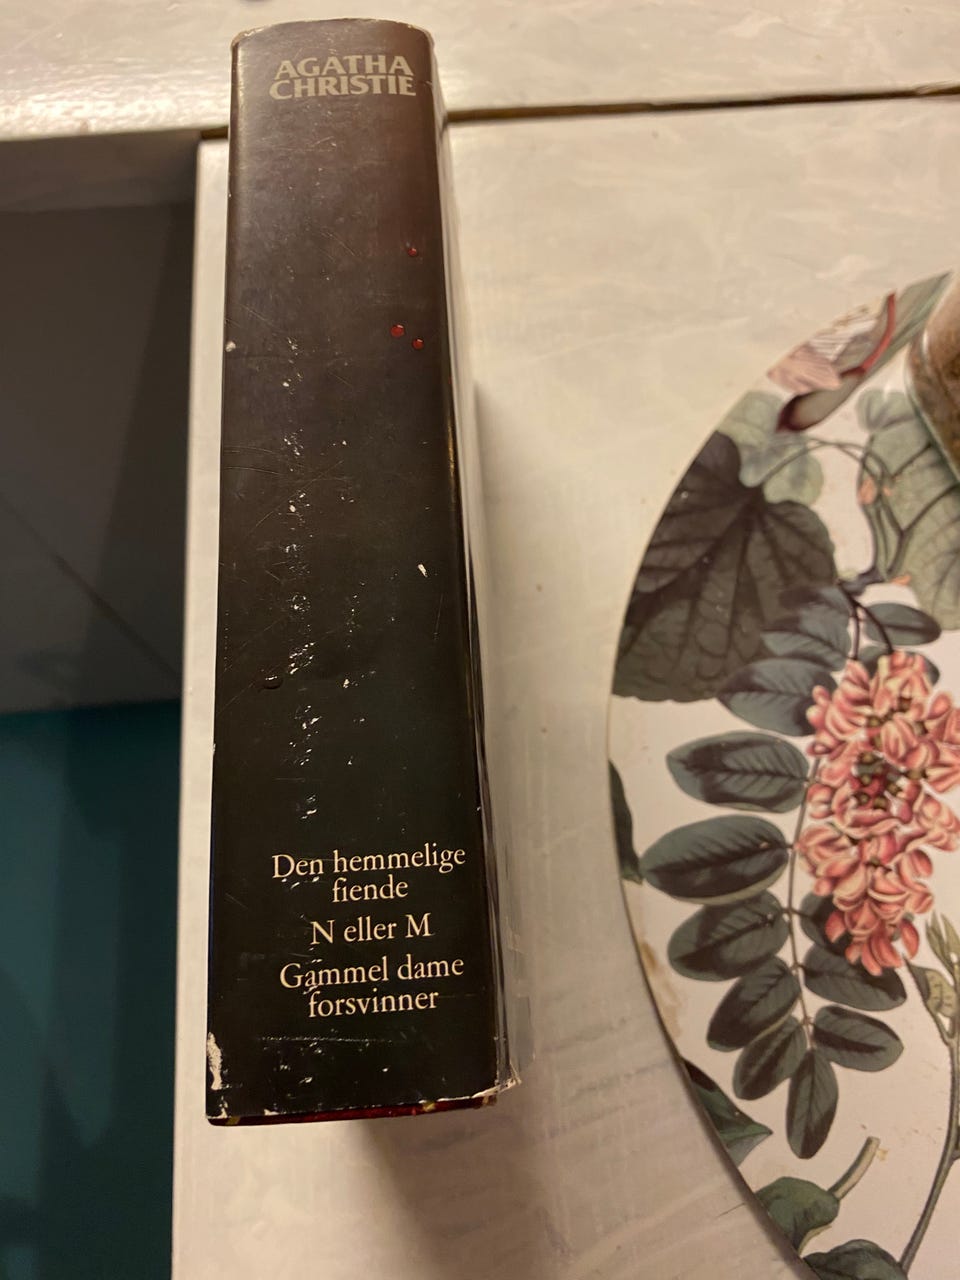 AGATHA
CHRISTIE
Den hemmelige
fiende
N eller M
Gammel dame
forsvinner